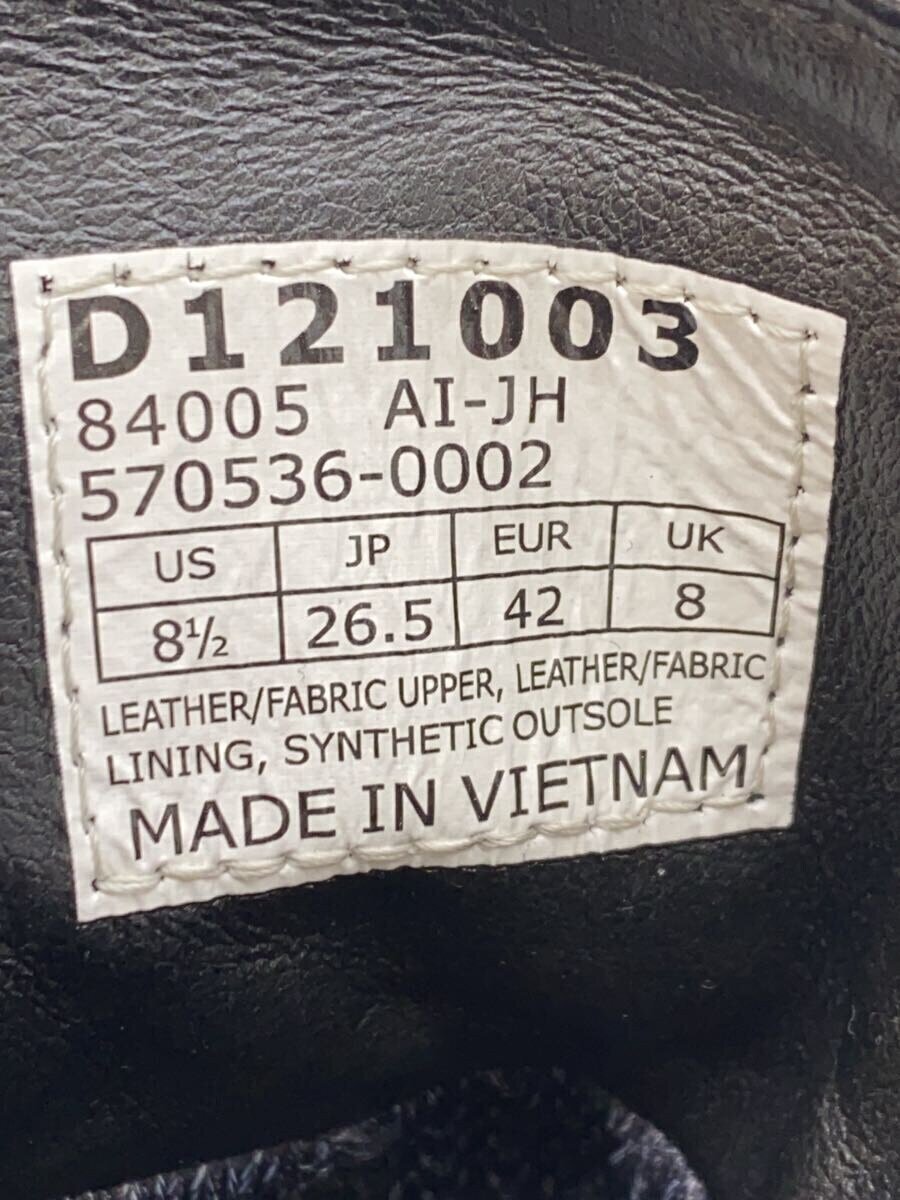 D121003
84005 AI-JH
570536-0002
US JP EUR UK
8½ 26.5 42 8
LEATHER/FABRIC UPPER, LEATHER/FABRIC
LINING, SYNTHETIC OUTSOLE
MADE IN VIETNAM